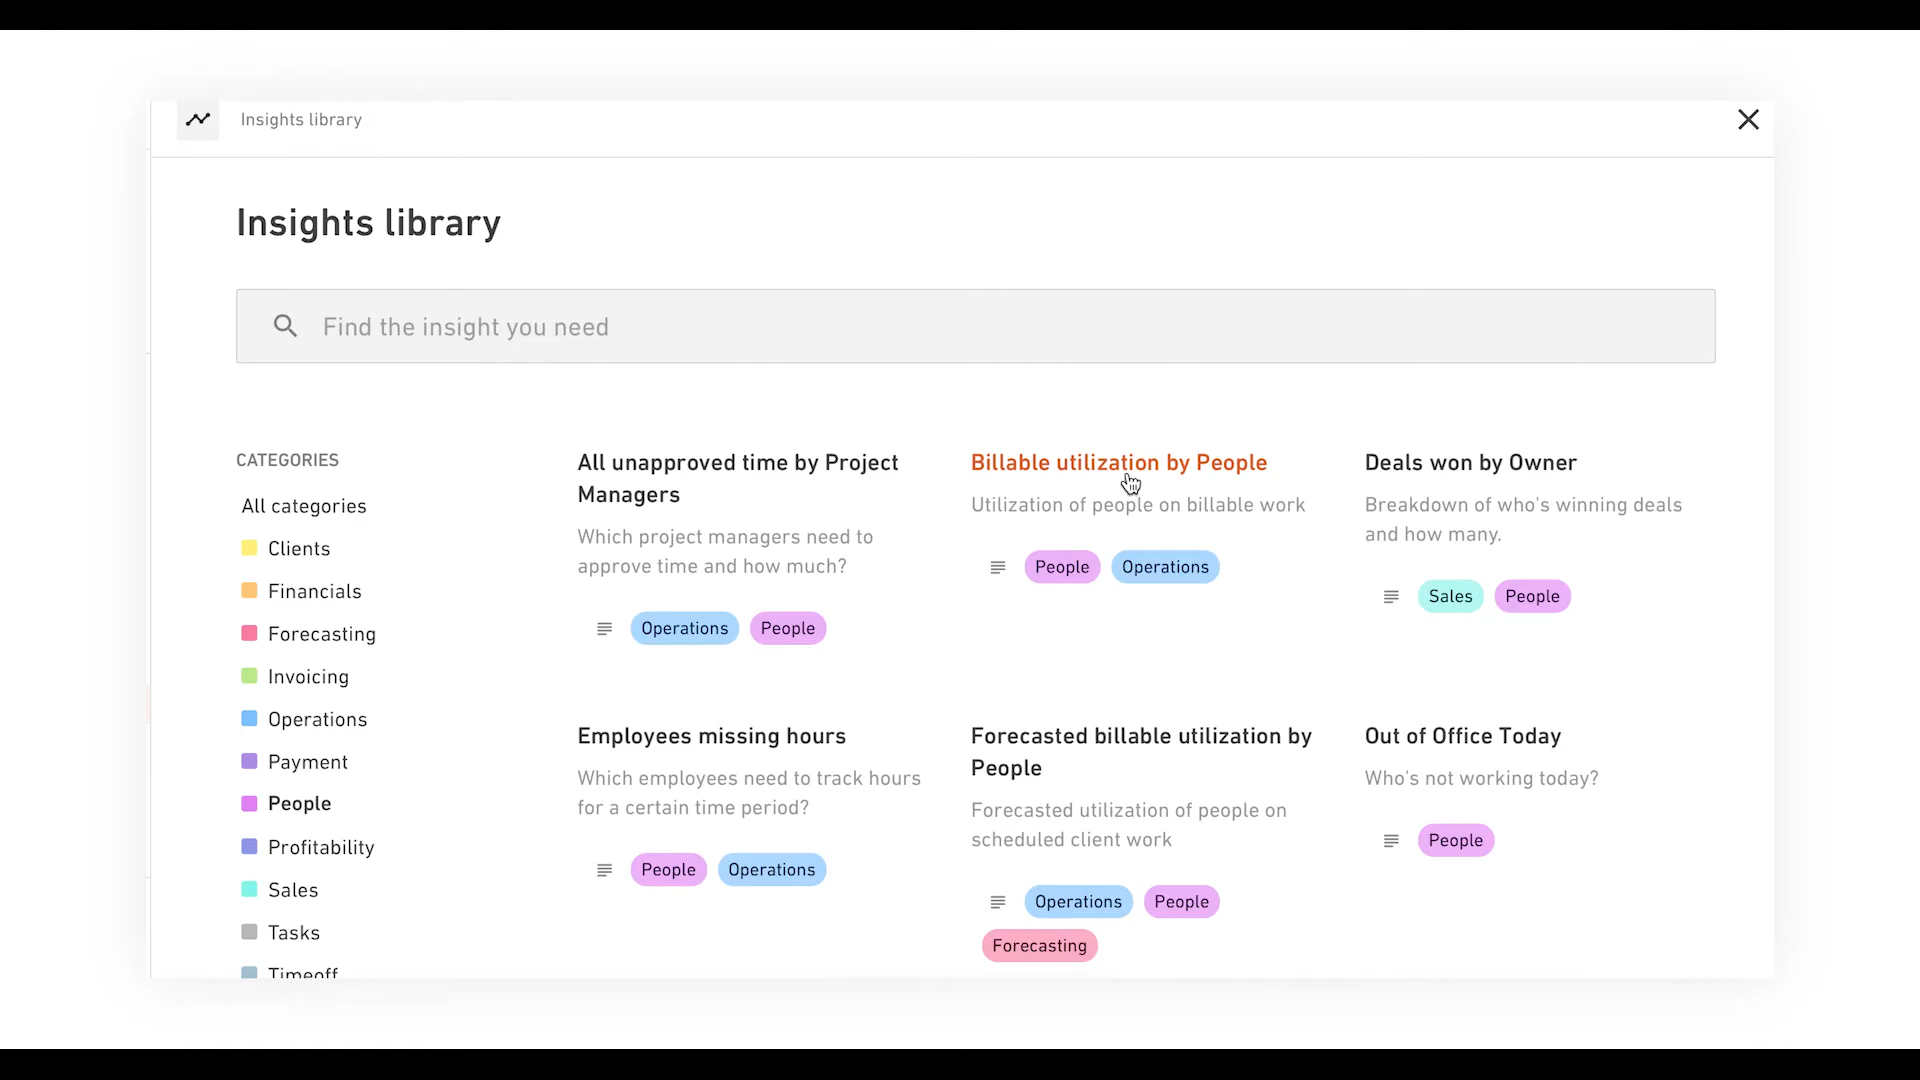 Insights library
Insights library
Find the insight you need
CATEGORIES
All categories
Clients
Financials
Forecasting
Invoicing
Operations
Payment
People
Profitability
Sales
Tasks
Timeoff
All unapproved time by Project
Managers
Which project managers need to
approve time and how much?
Operations People
Billable utilization by People
Utilization of people on billable work
People Operations
Deals won by Owner
Breakdown of who's winning deals
and how many.
Sales People
Employees missing hours
Which employees need to track hours
for a certain time period?
People Operations
Forecasted billable utilization by
People
Forecasted utilization of people on
scheduled client work
Operations People
Forecasting
Out of Office Today
Who's not working today?
People